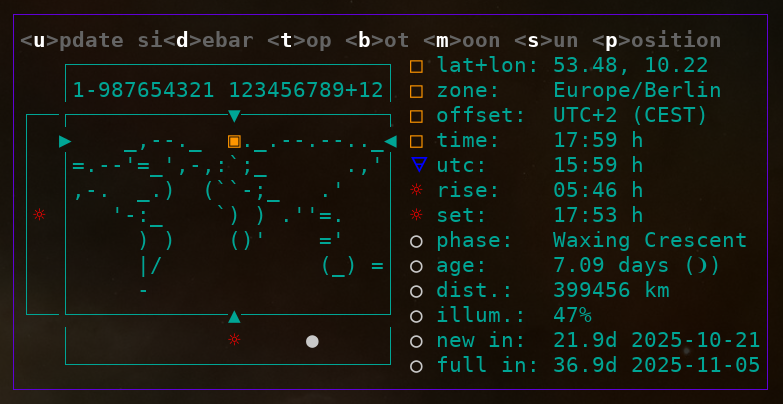 <u>pdate si<d>ebar <t>op <b>ot <m>oon <s>un <p>osition
1-987654321 123456789+12
lat+lon: 53.48, 10.22
zone: Europe/Berlin
offset: UTC+2 (CEST)
time: 17:59 h
utc: 15:59 h
rise: 05:46 h
set: 17:53 h
phase: Waxing Crescent
age: 7.09 days (☽)
dist.: 399456 km
illum.: 47%
new in: 21.9d 2025-10-21
full in: 36.9d 2025-11-05